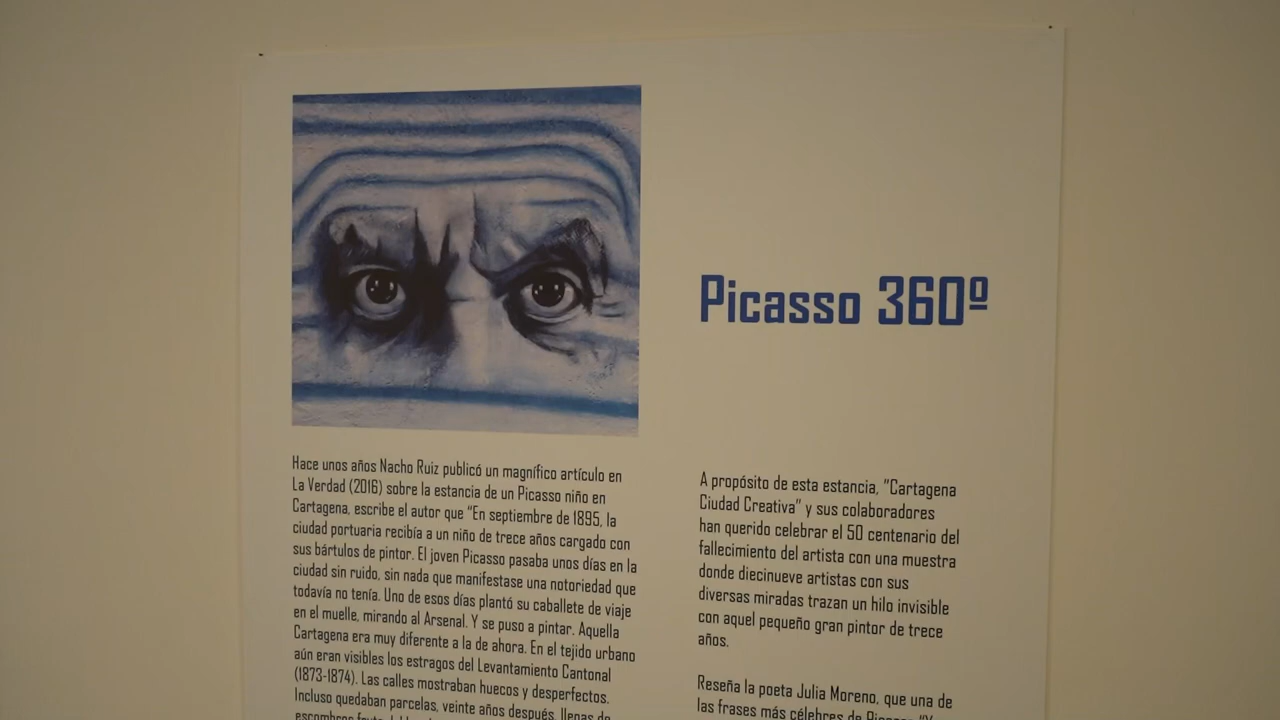 Picasso 360º
Hace unos años Nacho Ruiz publicó un magnífico artículo en
La Verdad (2016) sobre la estancia de un Picasso niño en
Cartagena, escribe el autor que “En septiembre de 1895, la
ciudad portuaria recibía a un niño de trece años cargado con
sus bártulos de pintor. El joven Picasso pasaba unos días en la
ciudad sin ruido, sin nada que manifestase una notoriedad que
todavía no tenía. Uno de esos días plantó su caballete de viaje
en el muelle, mirando al Arsenal. Y se puso a pintar. Aquella
Cartagena era muy diferente a la de ahora. En el tejido urbano
aún eran visibles los estragos del Levantamiento Cantonal
(1873-1874). Las calles mostraban huecos y desperfectos.
Incluso quedaban parcelas, veinte años después, llenas de
escombros
A propósito de esta estancia, “Cartagena
Ciudad Creativa” y sus colaboradores
han querido celebrar el 50 centenario del
fallecimiento del artista con una muestra
donde diecinueve artistas con sus
diversas miradas trazan un hilo invisible
con aquel pequeño gran pintor de trece
años.
Reseña la poeta Julia Moreno, que una de
las frases más célebres de Picasso “Y